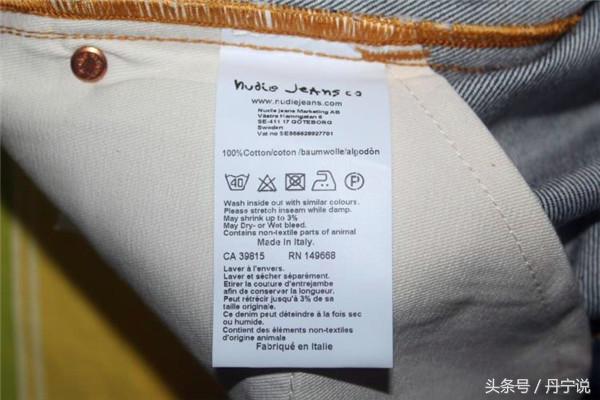 nudie jeans co
www.nudiejeans.com
Nudie Jeans Marketing AB
Västra Hamngatan 6
SE-411 17 GÖTEBORG
Sweden
Vat no SE556628927701
100%Cotton/coton /baumwolle/algodón
40
P
Wash inside out with similar colours.
Please stretch inseam while damp.
May shrink up to 3%
May Dry- or Wet bleed.
Contains non-textile parts of animal
Made in Italy.
CA 39815 RN 149668
Laver à l'envers.
Laver et sécher séparément.
Etirer la couture d'entrejambe
afin de conserver la longueur.
Peut rétrécir jusqu'à 3% de sa
taille originale.
Ce denim peut déteindre à la fois sec
ou humide.
Contient des éléments non-textiles
d'origine animale
Fabriqué en Italie
头条号 / 丹宁说